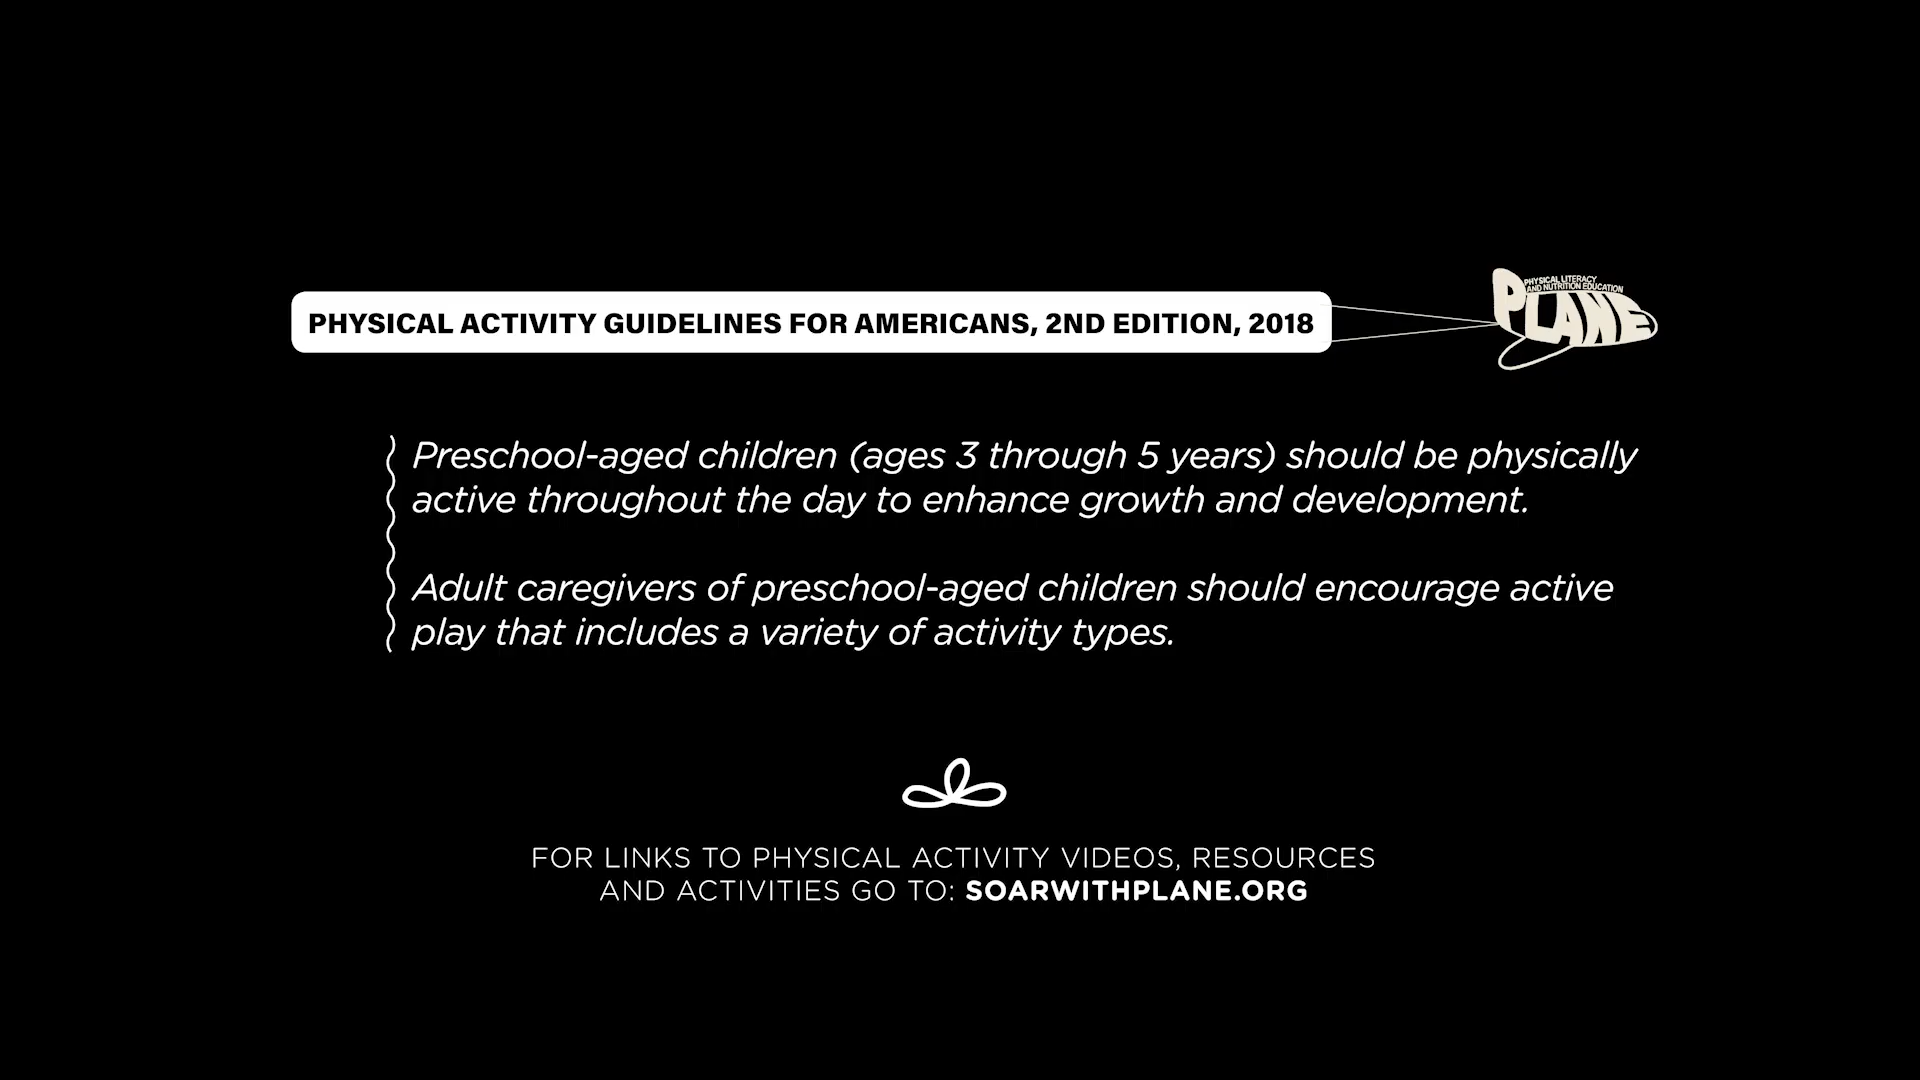 PHYSICAL ACTIVITY GUIDELINES FOR AMERICANS, 2ND EDITION, 2018
PHYSICAL LITERACY
AND NUTRITION EDUCATION
PLANE
Preschool-aged children (ages 3 through 5 years) should be physically
active throughout the day to enhance growth and development.
Adult caregivers of preschool-aged children should encourage active
play that includes a variety of activity types.
FOR LINKS TO PHYSICAL ACTIVITY VIDEOS, RESOURCES
AND ACTIVITIES GO TO: SOARWITHPLANE.ORG